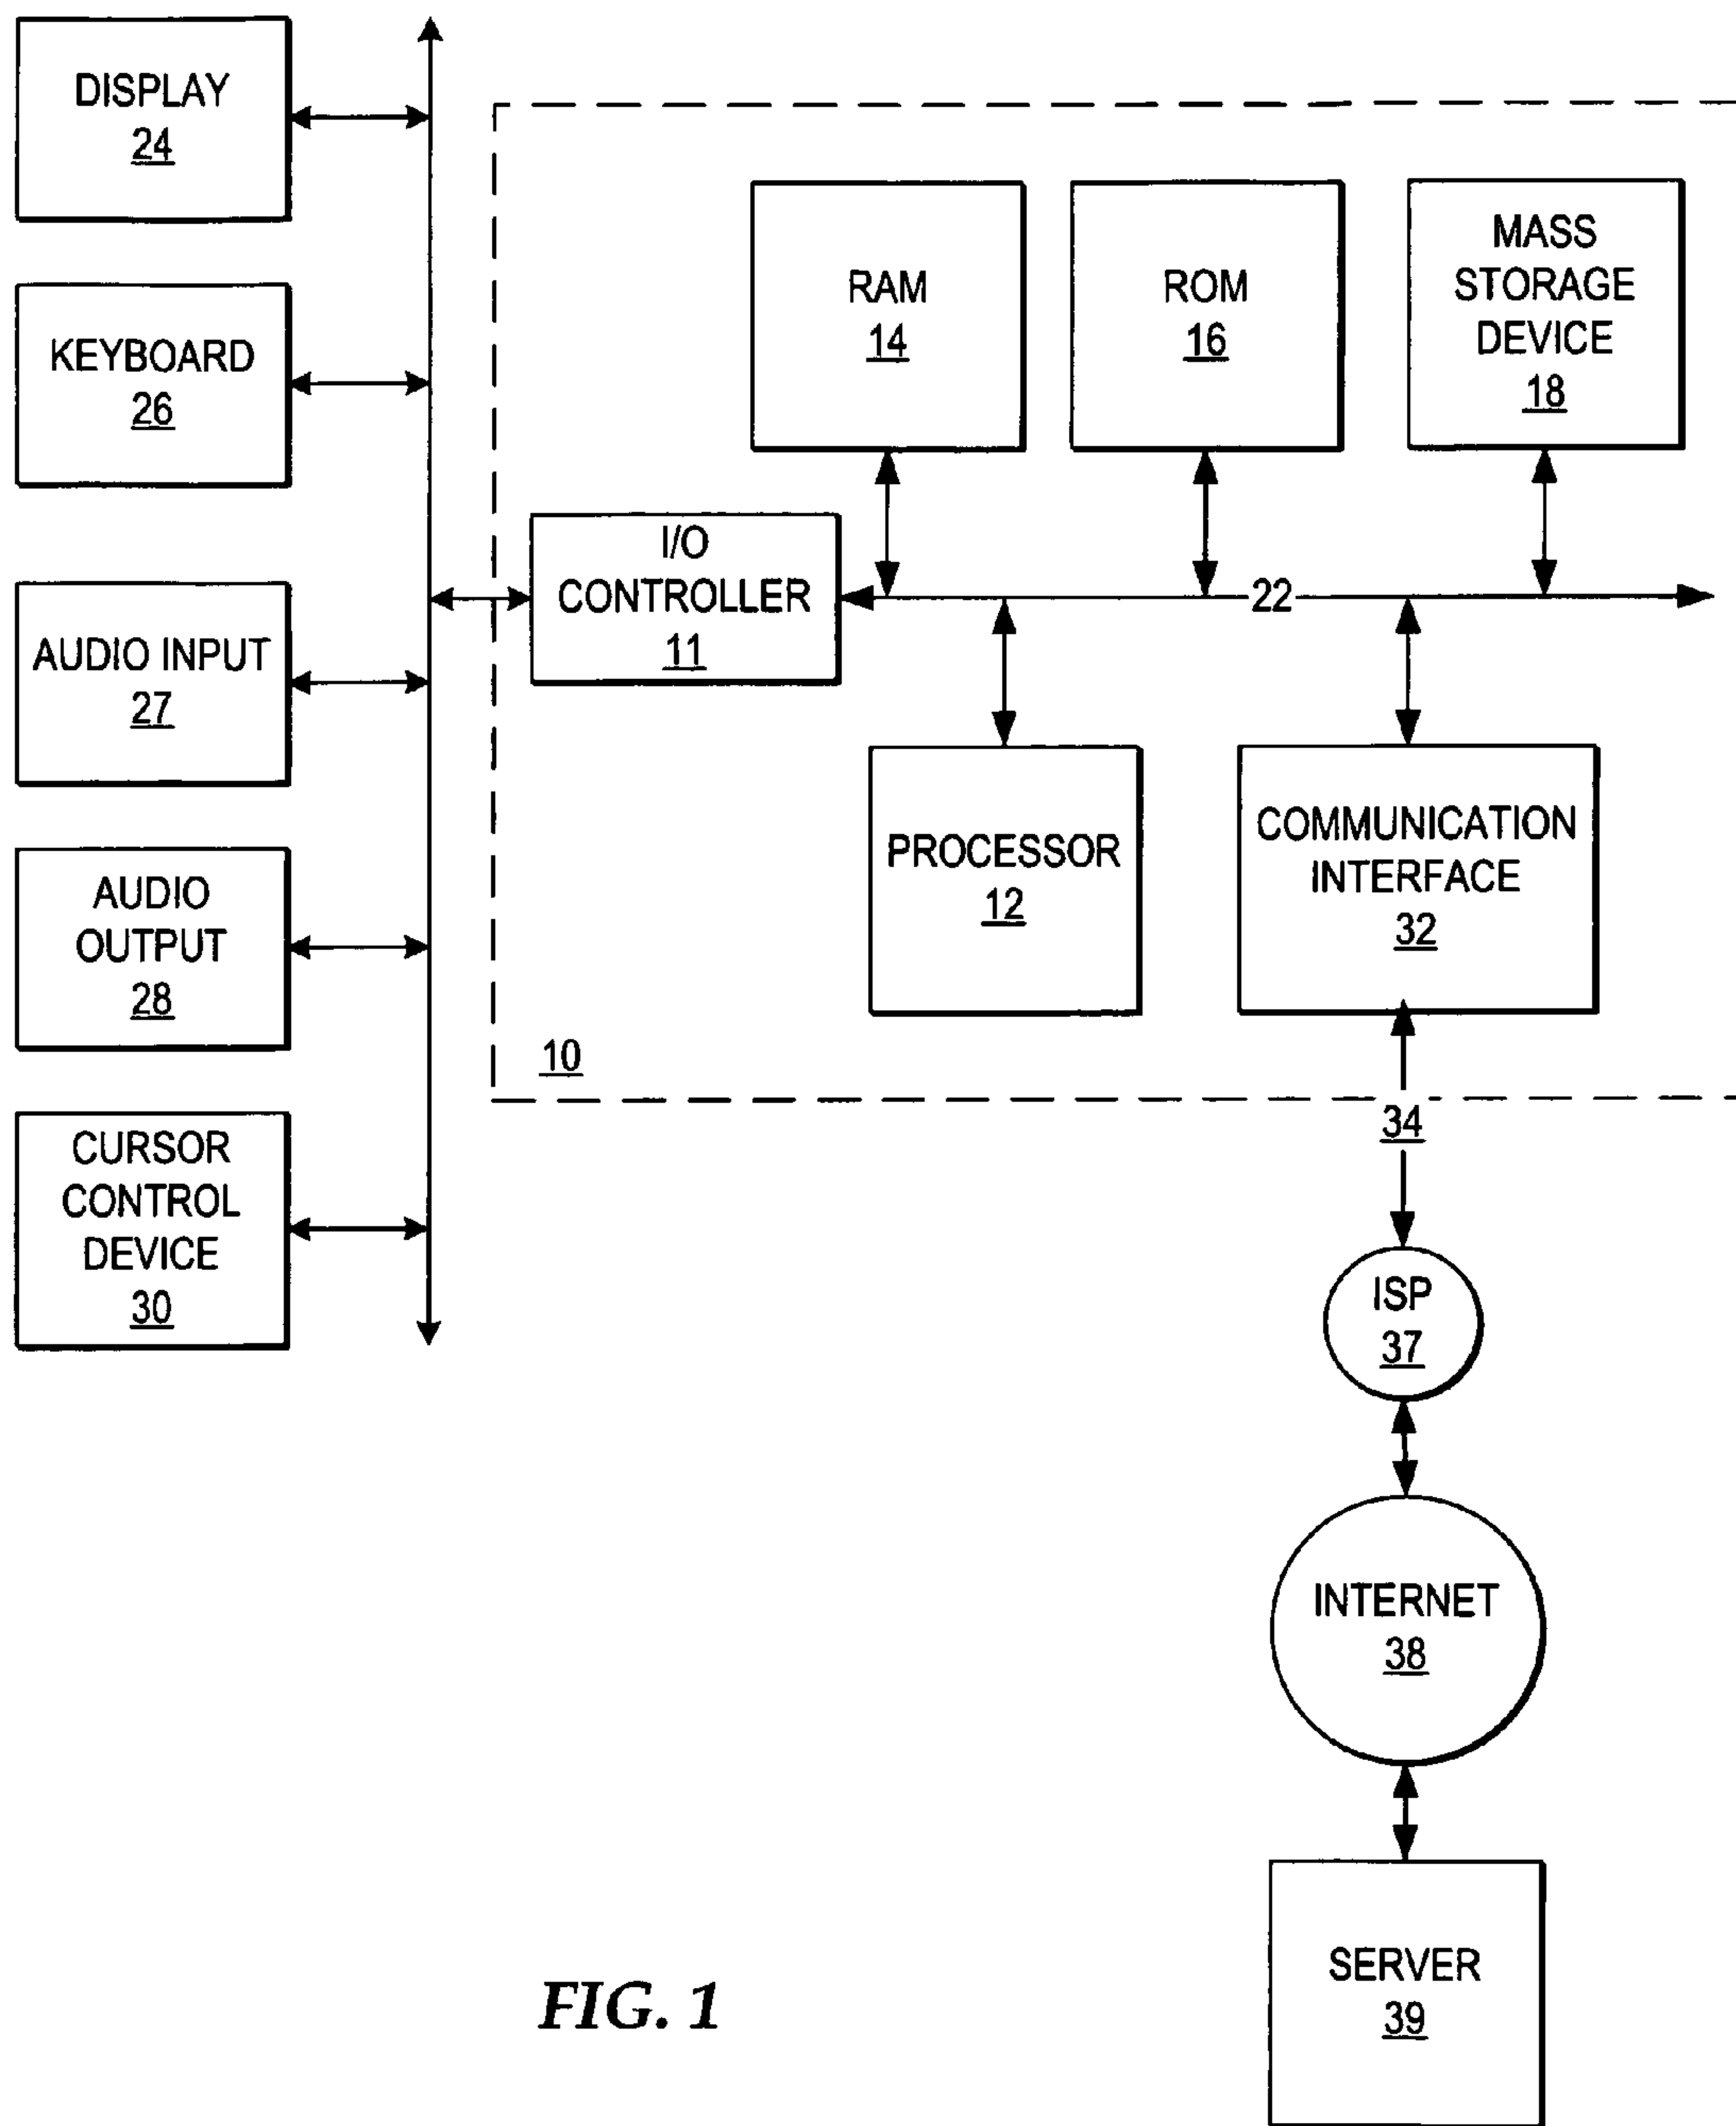 DISPLAY
24
KEYBOARD
26
AUDIO INPUT
27
AUDIO
OUTPUT
28
CURSOR
CONTROL
DEVICE
30
RAM
14
ROM
16
MASS
STORAGE
DEVICE
18
I/O
CONTROLLER
11
22
PROCESSOR
12
COMMUNICATION
INTERFACE
32
10
34
ISP
37
INTERNET
38
SERVER
39
FIG. 1